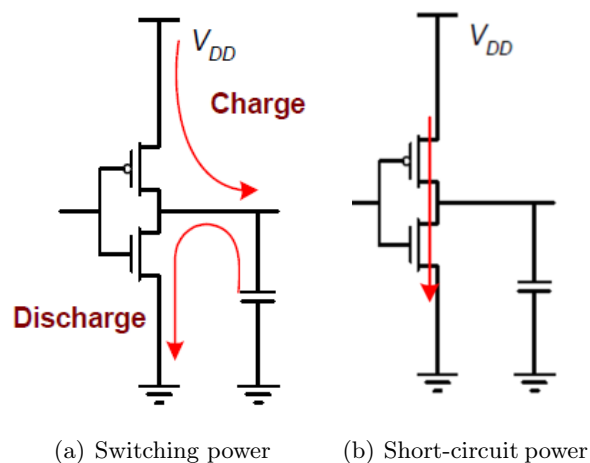 V_DD
Charge
Discharge
V_DD
(a) Switching power
(b) Short-circuit power